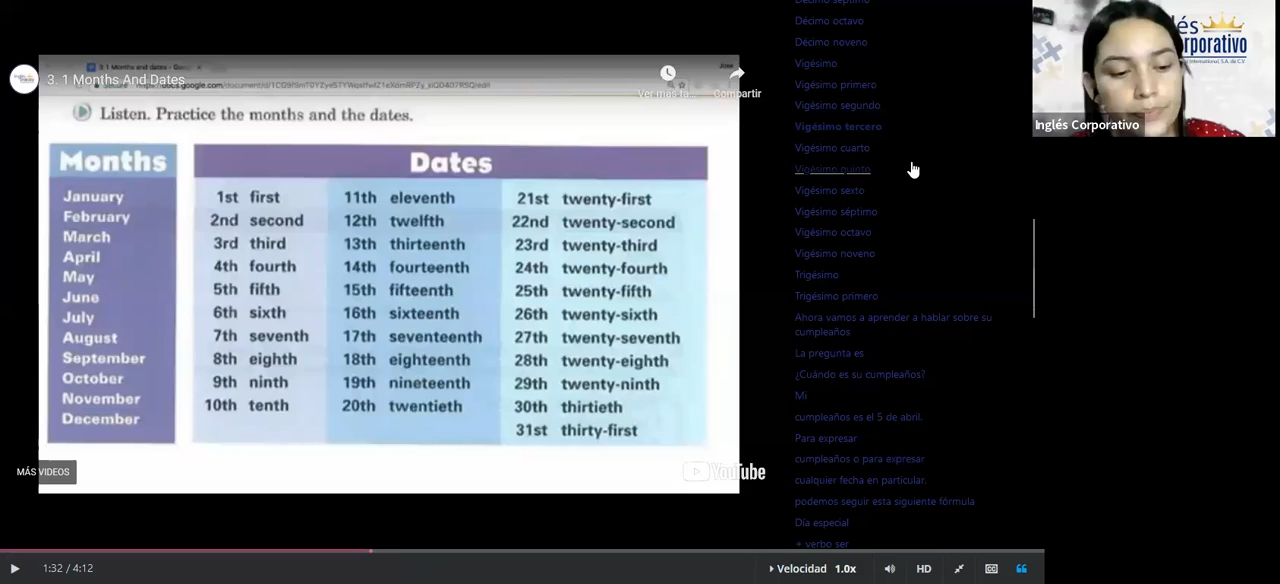 Décimo séptimo
Décimo octavo
Décimo noveno
Vigésimo
Vigésimo primero
Vigésimo segundo
Vigésimo tercero
Vigésimo cuarto
Vigésimo quinto
Vigésimo sexto
Vigésimo séptimo
Vigésimo octavo
Vigésimo noveno
Trigésimo
Trigésimo primero
Ahora vamos a aprender a hablar sobre su
cumpleaños
La pregunta es
¿Cuándo es su cumpleaños?
Mi
cumpleaños es el 5 de abril.
Para expresar
cumpleaños o para expresar
cualquier fecha en particular.
podemos seguir esta siguiente fórmula
Día especial
+ verbo ser
3. 1 Months And Dates
Compartir
Listen. Practice the months and the dates.
Months
January
February
March
April
May
June
July
August
September
October
November
December
Dates
1st first
2nd second
3rd third
4th fourth
5th fifth
6th sixth
7th seventh
8th eighth
9th ninth
10th tenth
11th eleventh
12th twelfth
13th thirteenth
14th fourteenth
15th fifteenth
16th sixteenth
17th seventeenth
18th eighteenth
19th nineteenth
20th twentieth
21st twenty-first
22nd twenty-second
23rd twenty-third
24th twenty-fourth
25th twenty-fifth
26th twenty-sixth
27th twenty-seventh
28th twenty-eighth
29th twenty-ninth
30th thirtieth
31st thirty-first
MÁS VIDEOS
YouTube
1:32 / 4:12
Velocidad 1.0x
HD
Inglés Corporativo